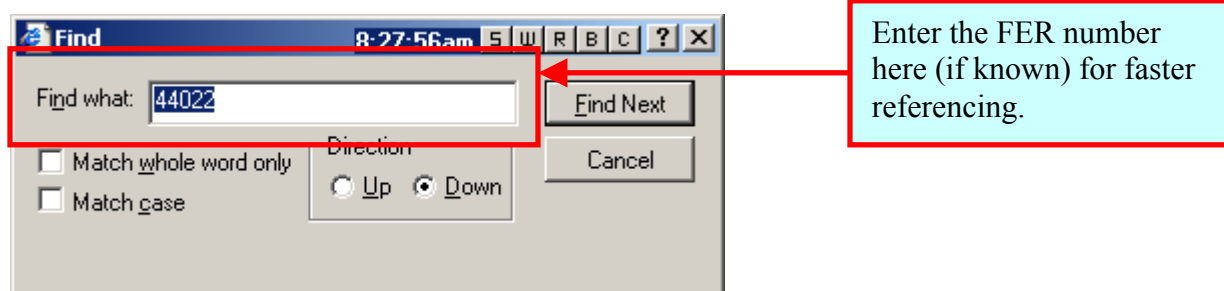 Find 8:27:56am S W R B C ? X
Find what: 44022 Find Next
Match whole word only Direction Cancel
Up Down
Match case
Enter the FER number
here (if known) for faster
referencing.